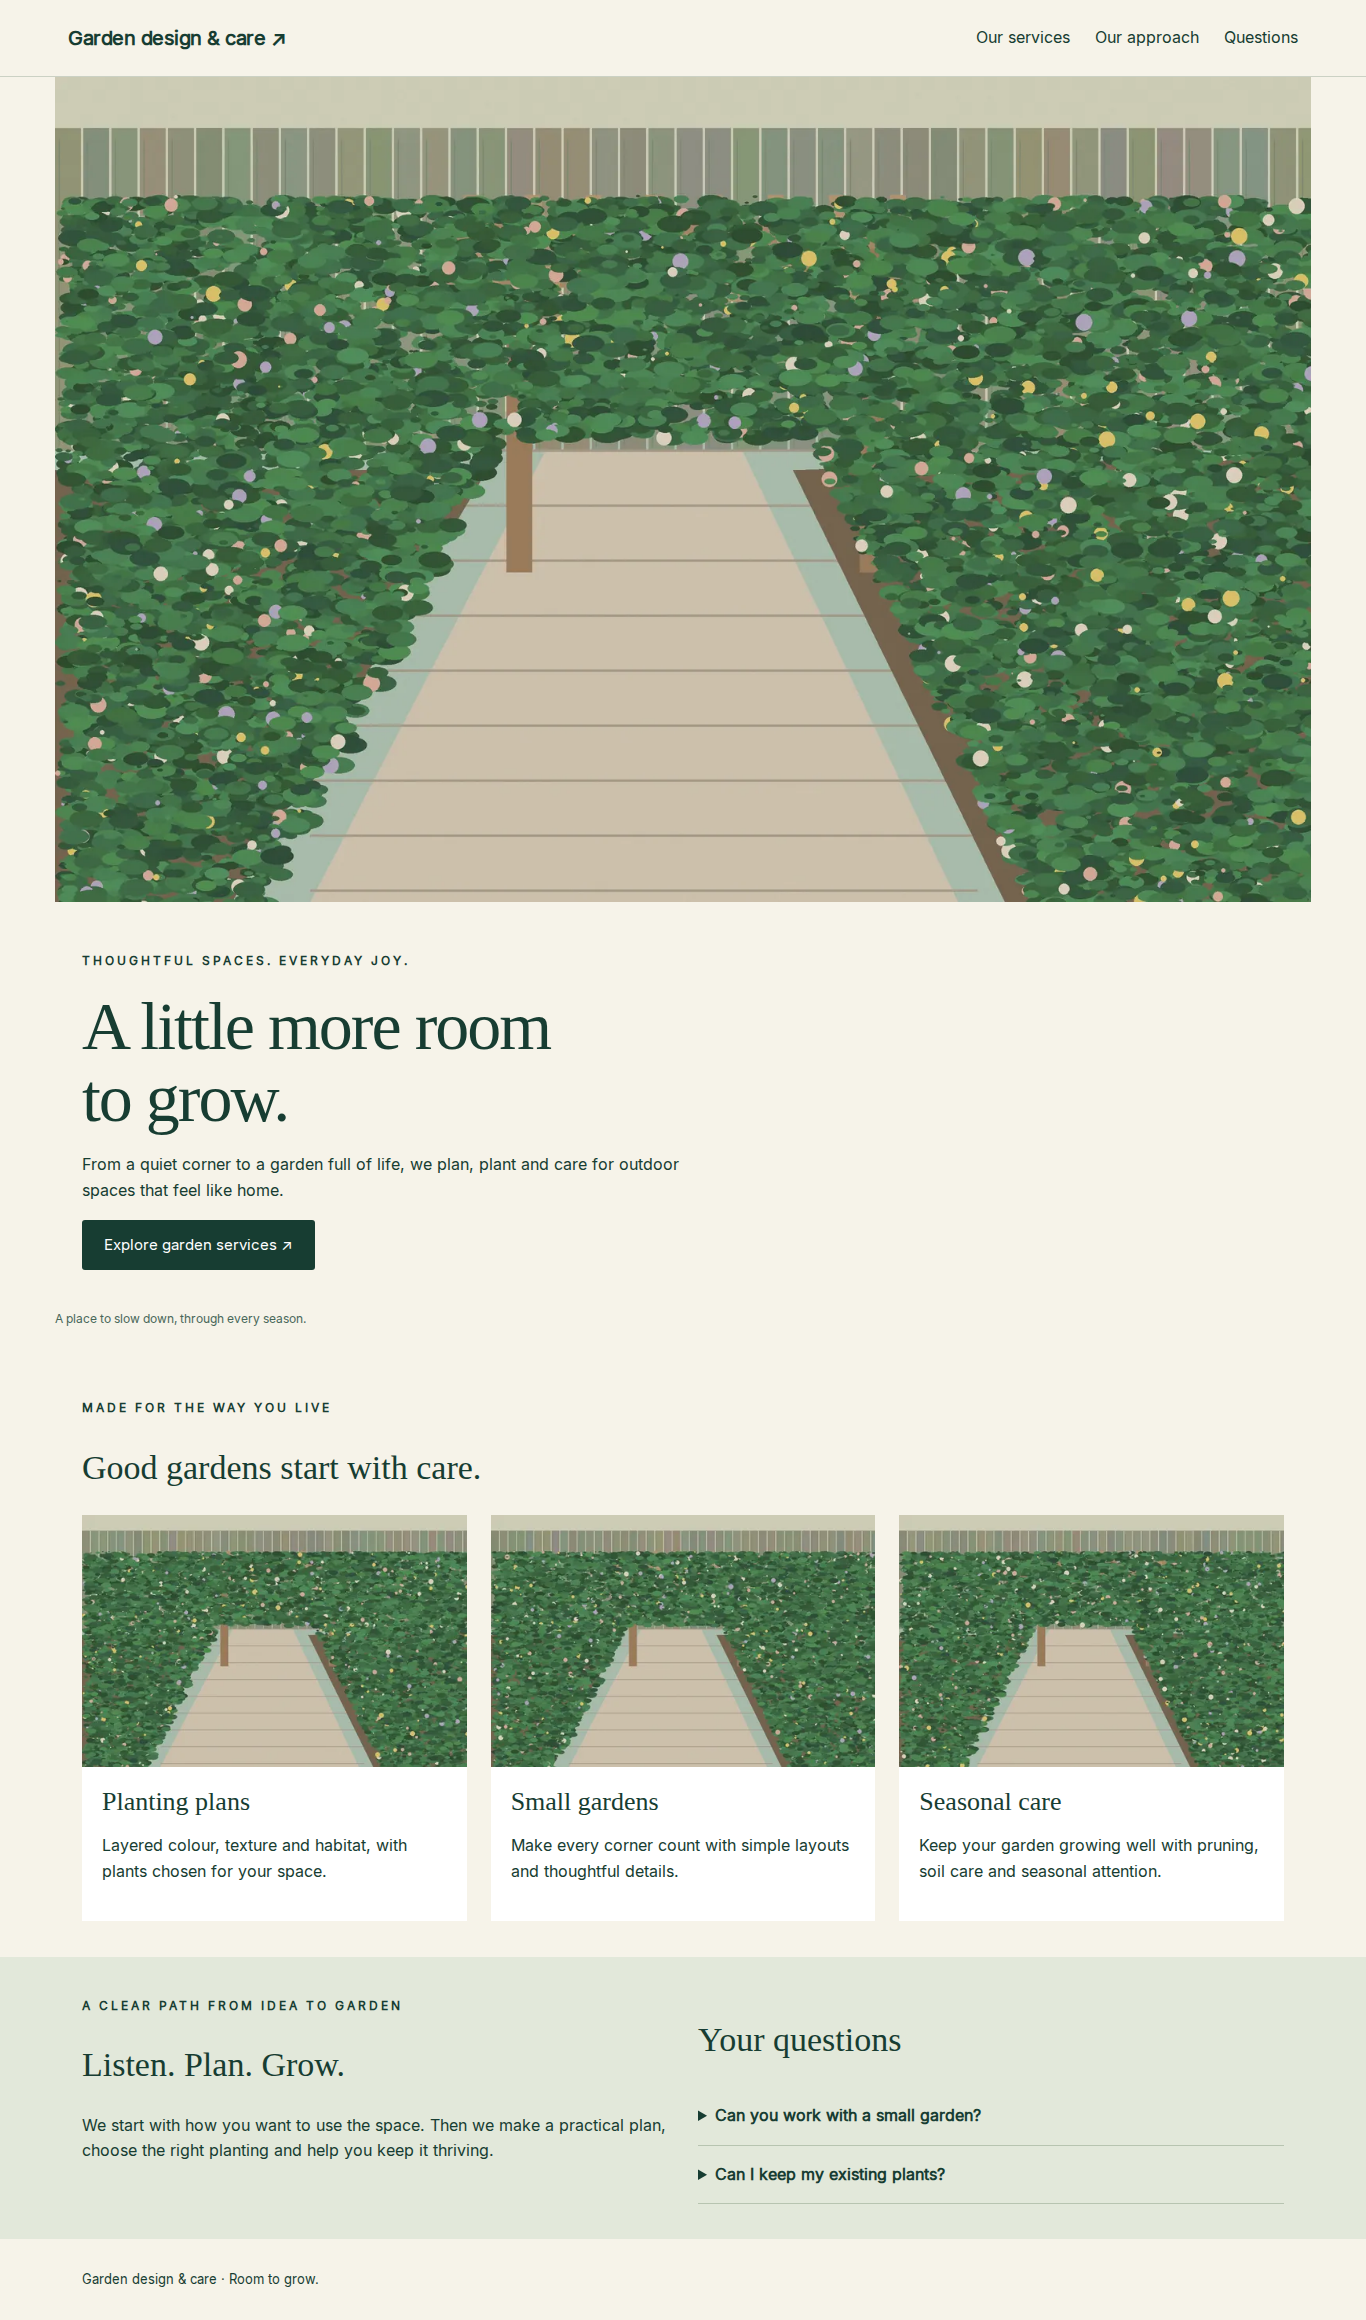 Garden design & care ↗
Our services Our approach Questions
THOUGHTFUL SPACES. EVERYDAY JOY.
A little more room
to grow.
From a quiet corner to a garden full of life, we plan, plant and care for outdoor
spaces that feel like home.
Explore garden services ↗
A place to slow down, through every season.
MADE FOR THE WAY YOU LIVE
Good gardens start with care.
Planting plans
Layered colour, texture and habitat, with
plants chosen for your space.
Small gardens
Make every corner count with simple layouts
and thoughtful details.
Seasonal care
Keep your garden growing well with pruning,
soil care and seasonal attention.
A CLEAR PATH FROM IDEA TO GARDEN
Listen. Plan. Grow.
We start with how you want to use the space. Then we make a practical plan,
choose the right planting and help you keep it thriving.
Your questions
Can you work with a small garden?
Can I keep my existing plants?
Garden design & care · Room to grow.